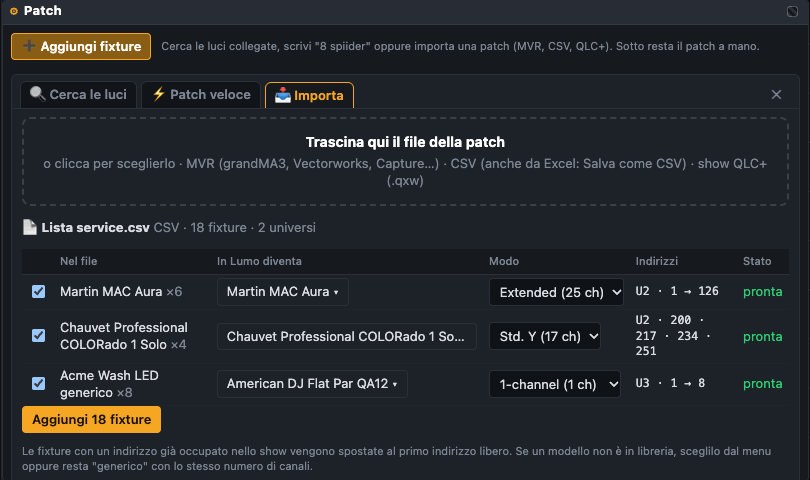 Patch
➕ Aggiungi fixture
Cerca le luci collegate, scrivi "8 spiider" oppure importa una patch (MVR, CSV, QLC+). Sotto resta il patch a mano.
Cerca le luci
Patch veloce
Importa
Trascina qui il file della patch
o clicca per sceglierlo · MVR (grandMA3, Vectorworks, Capture...) · CSV (anche da Excel: Salva come CSV) · show QLC+
(.qxw)
Lista service.csv CSV · 18 fixture · 2 universi
Nel file In Lumo diventa Modo Indirizzi Stato
Martin MAC Aura ×6 Martin MAC Aura ▾ Extended (25 ch) U2 · 1 → 126 pronta
Chauvet Professional
COLORado 1 Solo ×4
Chauvet Professional COLORado 1 So...
Std. Y (17 ch)
U2 · 200 ·
217 · 234 ·
251
pronta
Acme Wash LED
generico ×8
American DJ Flat Par QA12 ▾
1-channel (1 ch)
U3 · 1 → 8
pronta
Aggiungi 18 fixture
Le fixture con un indirizzo già occupato nello show vengono spostate al primo indirizzo libero. Se un modello non è in libreria, sceglilo dal menu
oppure resta "generico" con lo stesso numero di canali.